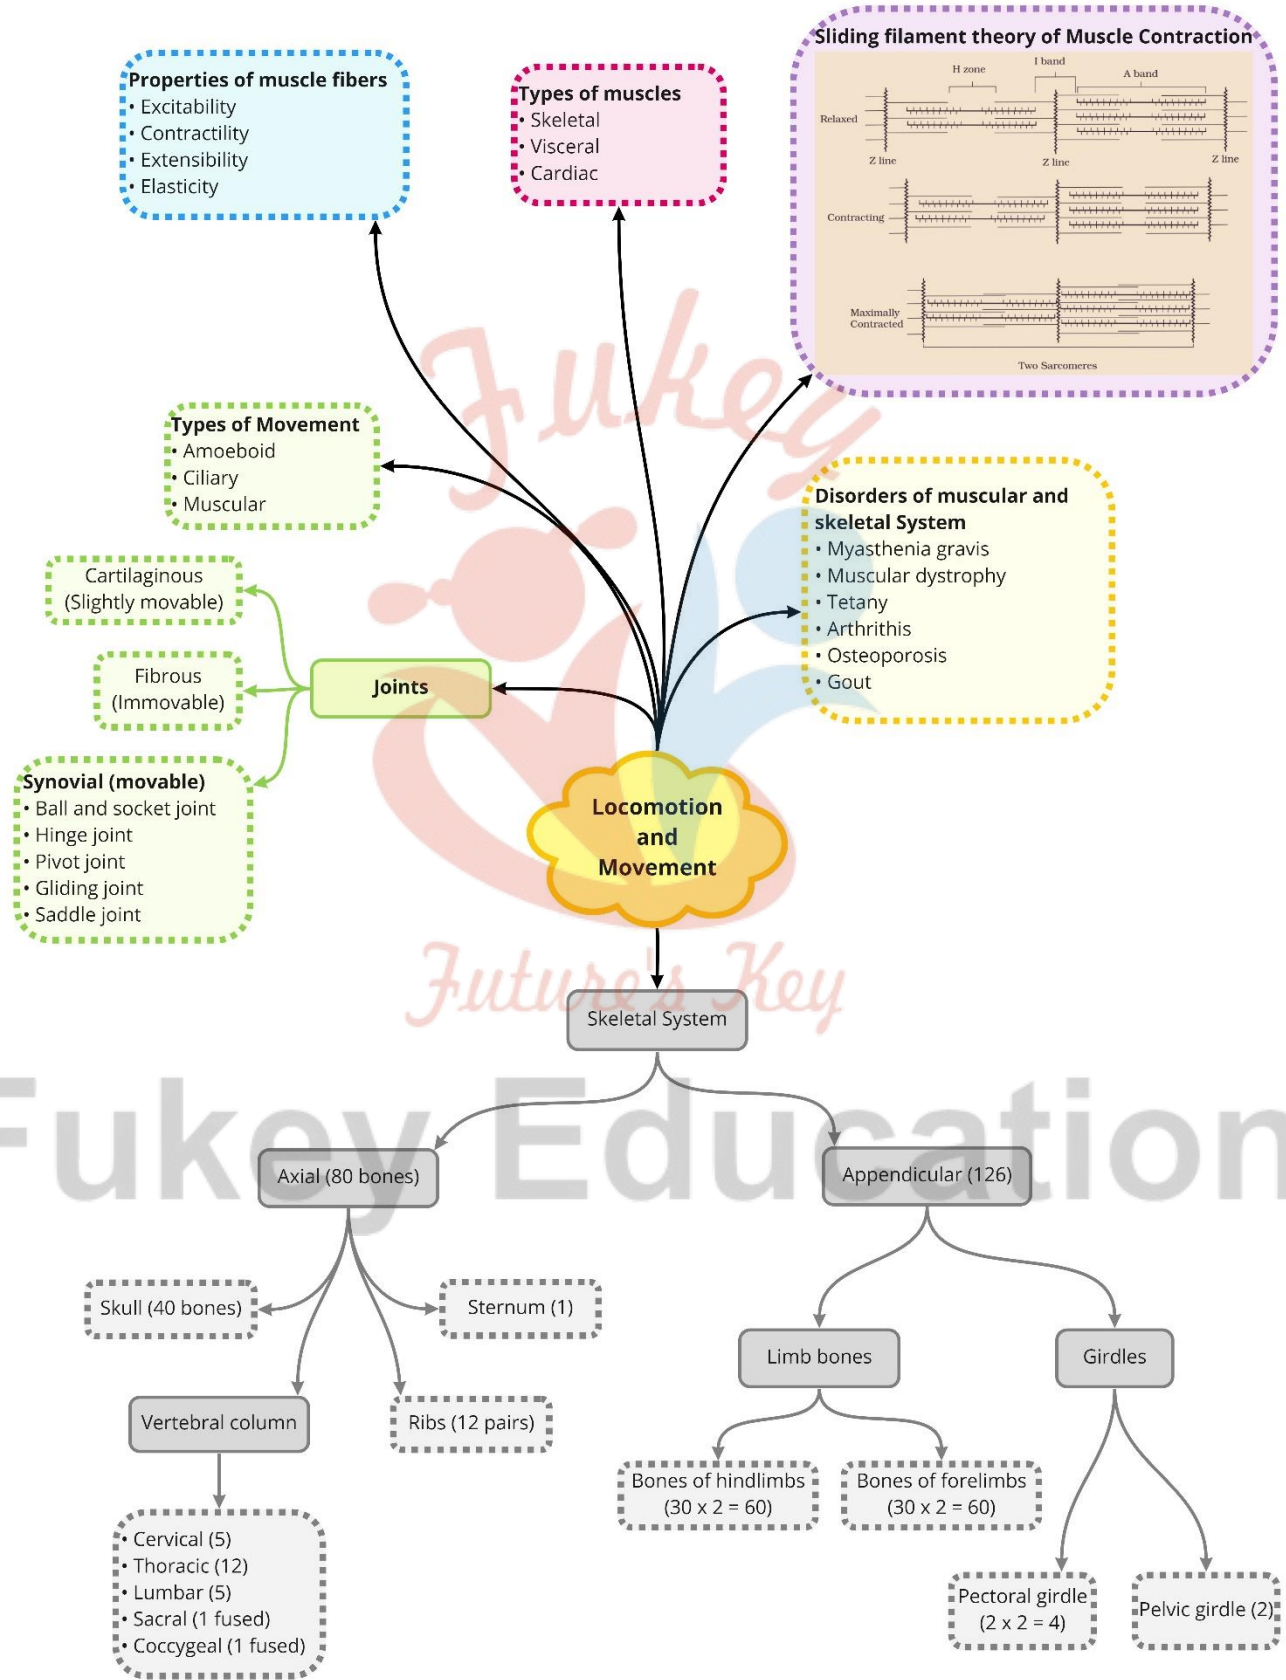 Sliding filament theory of Muscle Contraction
H zone
I band
A band
Relaxed
Z line
Z line
Z line
Contracting
Maximally
Contracted
Two Sarcomeres
Properties of muscle fibers
• Excitability
• Contractility
• Extensibility
• Elasticity
Types of muscles
• Skeletal
• Visceral
• Cardiac
Types of Movement
• Amoeboid
• Ciliary
• Muscular
Disorders of muscular and
skeletal System
• Myasthenia gravis
• Muscular dystrophy
• Tetany
• Arthrithis
• Osteoporosis
• Gout
Cartilaginous
(Slightly movable)
Fibrous
(Immovable)
Joints
Synovial (movable)
• Ball and socket joint
• Hinge joint
• Pivot joint
• Gliding joint
• Saddle joint
Locomotion
and
Movement
Fukey
Future's Key
Skeletal System
Fukey Education
Axial (80 bones)
Appendicular (126)
Skull (40 bones)
Sternum (1)
Limb bones
Girdles
Vertebral column
Ribs (12 pairs)
Bones of hindlimbs
(30 x 2 = 60)
Bones of forelimbs
(30 x 2 = 60)
• Cervical (5)
• Thoracic (12)
• Lumbar (5)
• Sacral (1 fused)
• Coccygeal (1 fused)
Pectoral girdle
(2 x 2 = 4)
Pelvic girdle (2)